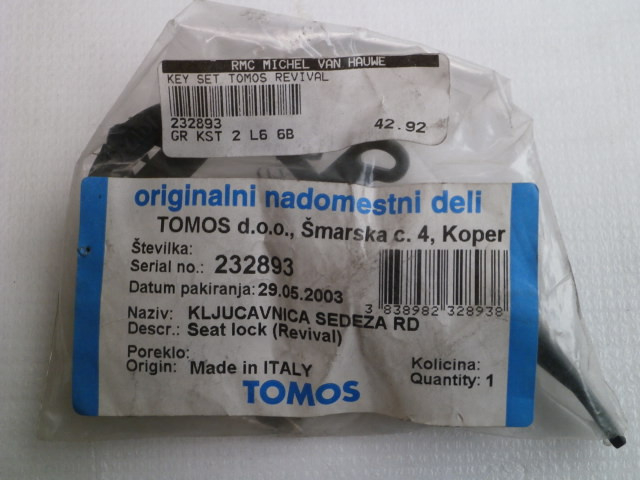 RMC MICHEL VAN HAUWE
KEY SET TOMOS REVIVAL
232893 42.92
GR KST 2 L6 6B
originalni nadomestni deli
TOMOS d.o.o., Šmarska c. 4, Koper
Številka:
Serial no.: 232893
Datum pakiranja: 29.05.2003
3 838982 328938
Naziv: KLJUCAVNICA SEDEZA RD
Descr.: Seat lock (Revival)
Poreklo: Kolicina:
Origin: Made in ITALY Quantity: 1
TOMOS